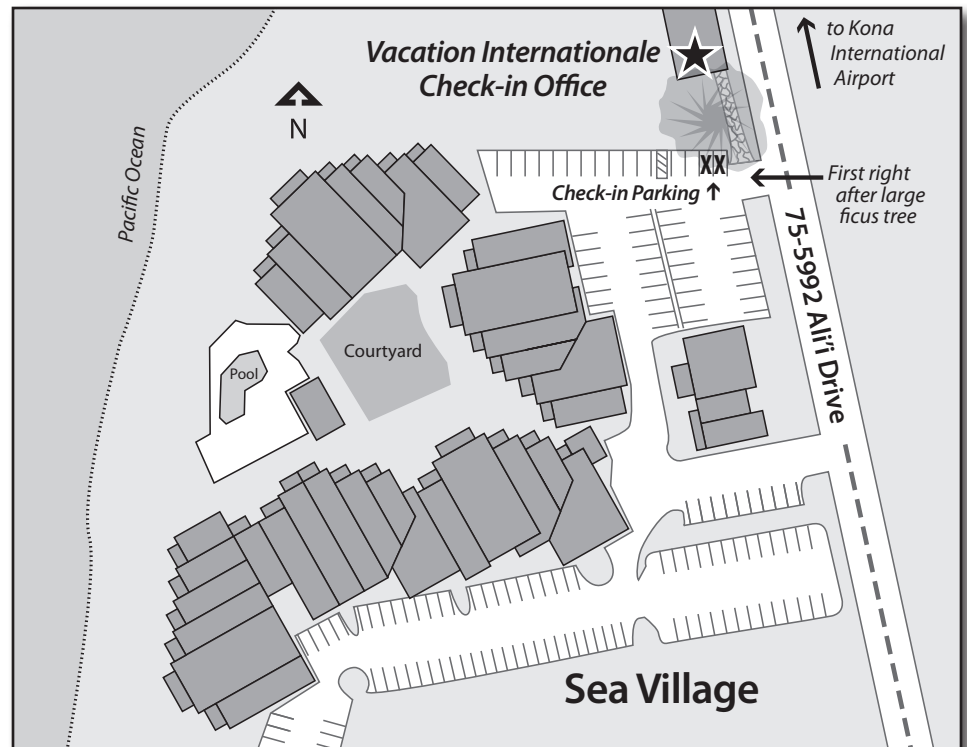 Vacation Internationale
Check-in Office
to Kona
International
Airport
N
Pacific Ocean
XX
Check-in Parking
First right
after large
ficus tree
75-5992 Ali'i Drive
Courtyard
Pool
Sea Village